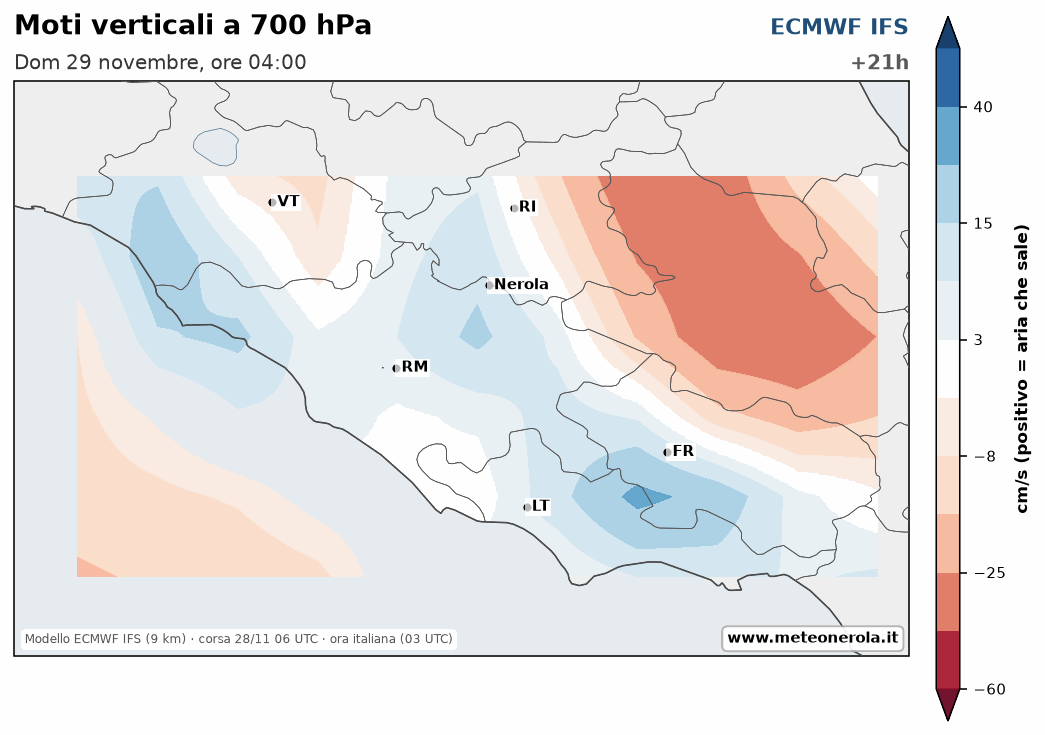 Moti verticali a 700 hPa
ECMWF IFS
Dom 29 novembre, ore 04:00
+21h
40
15
3
−8
−25
−60
cm/s (positivo = aria che sale)
VT
RI
Nerola
RM
FR
LT
Modello ECMWF IFS (9 km) · corsa 28/11 06 UTC · ora italiana (03 UTC)
www.meteonerola.it